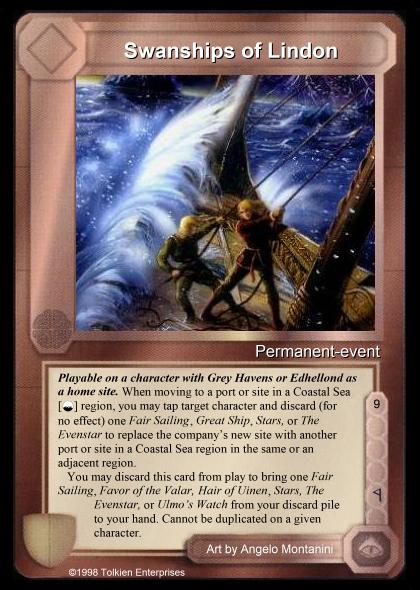 Swanships of Lindon
Permanent-event
Playable on a character with Grey Havens or Edhellond as
a home site. When moving to a port or site in a Coastal Sea
[ ] region, you may tap target character and discard (for
no effect) one Fair Sailing, Great Ship, Stars, or The
Evenstar to replace the company's new site with another
port or site in a Coastal Sea region in the same or an
adjacent region.
You may discard this card from play to bring one Fair
Sailing, Favor of the Valar, Hair of Uinen, Stars, The
Evenstar, or Ulmo's Watch from your discard pile
to your hand. Cannot be duplicated on a given
character.
9
Art by Angelo Montanini
©1998 Tolkien Enterprises